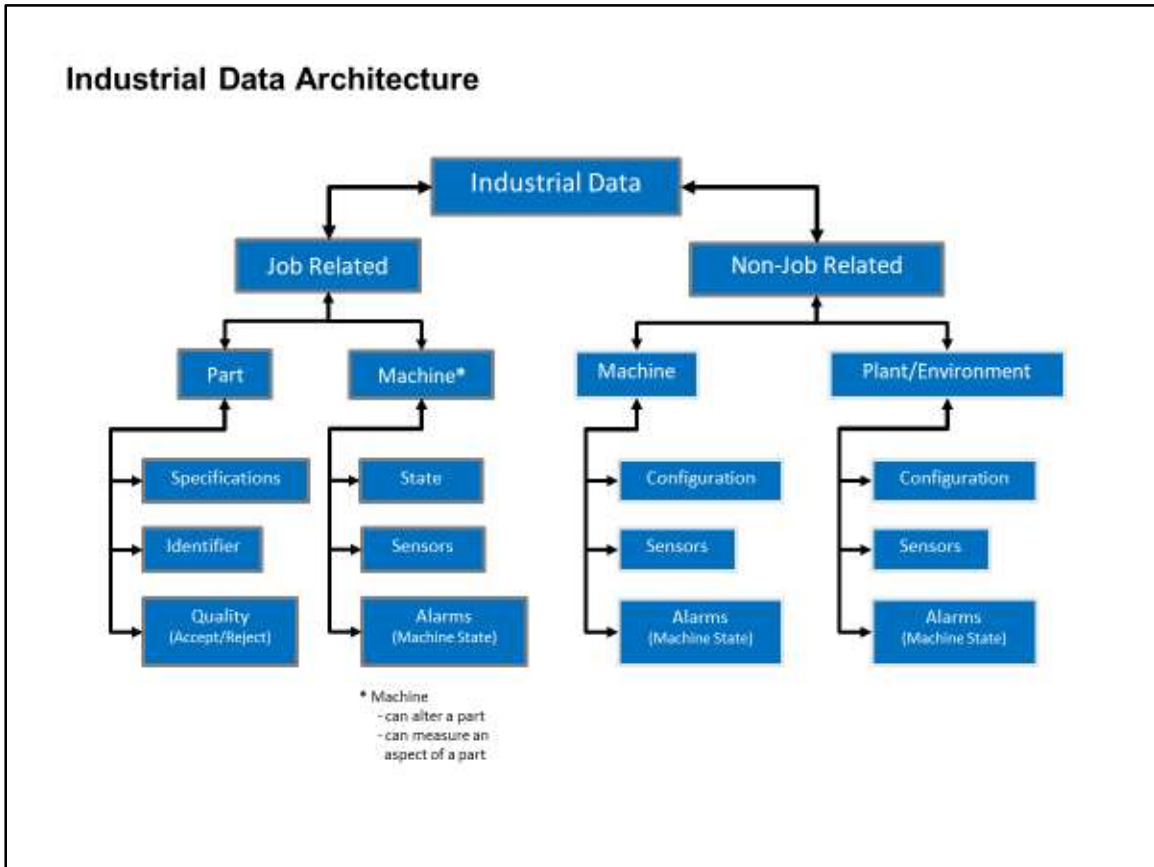 Industrial Data Architecture
Industrial Data
Job Related
Non-Job Related
Part
Machine*
Machine
Plant/Environment
Specifications
State
Configuration
Configuration
Identifier
Sensors
Sensors
Sensors
Quality
(Accept/Reject)
Alarms
(Machine State)
Alarms
(Machine State)
Alarms
(Machine State)
* Machine
- can alter a part
- can measure an
aspect of a part